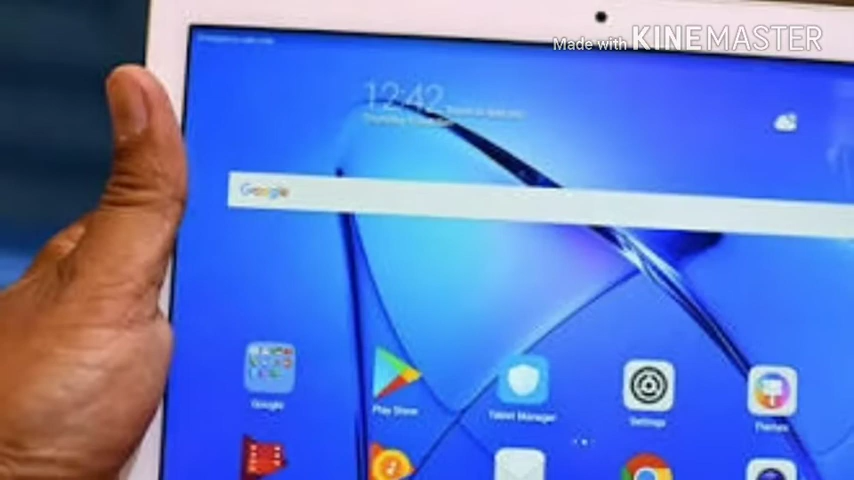 Made with KINEMASTER
12:42
Google
Google
Play Store
Tablet Manager
Settings
Themes